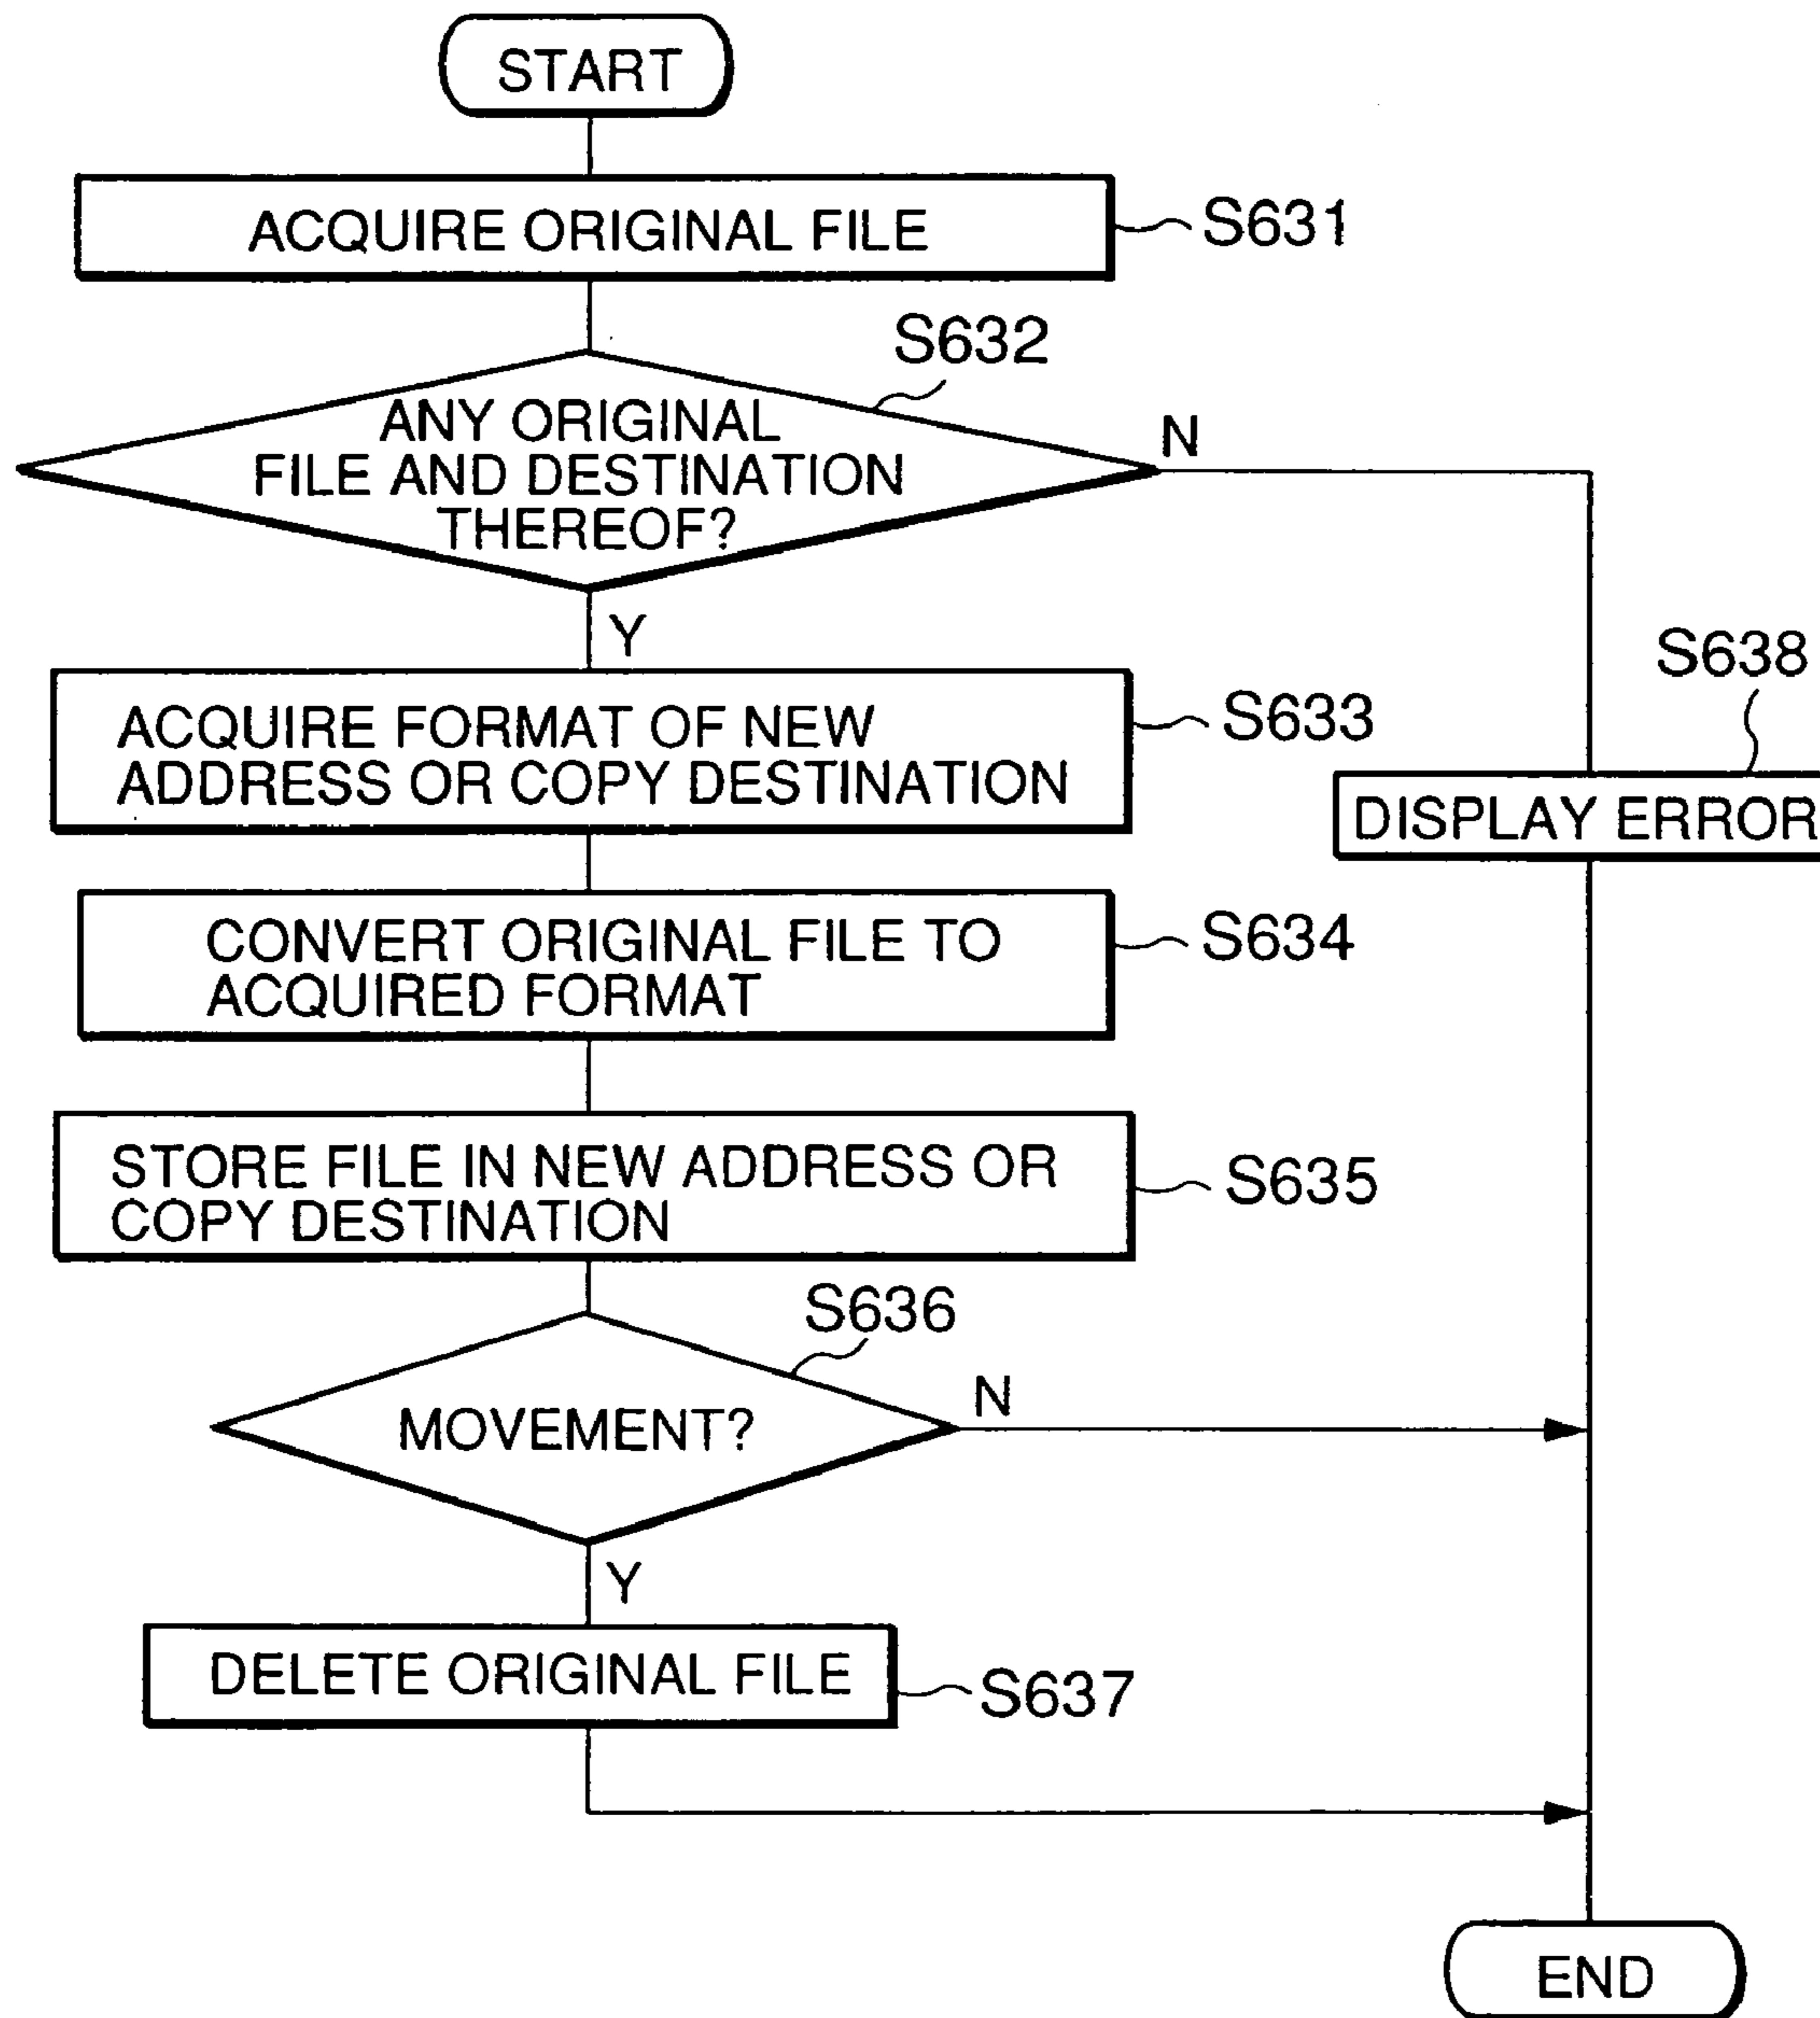 START
ACQUIRE ORIGINAL FILE
S631
S632
ANY ORIGINAL
FILE AND DESTINATION
THEREOF?
N
Y
ACQUIRE FORMAT OF NEW
ADDRESS OR COPY DESTINATION
S633
S638
DISPLAY ERROR
CONVERT ORIGINAL FILE TO
ACQUIRED FORMAT
S634
STORE FILE IN NEW ADDRESS OR
COPY DESTINATION
S635
S636
MOVEMENT?
N
Y
DELETE ORIGINAL FILE
S637
END